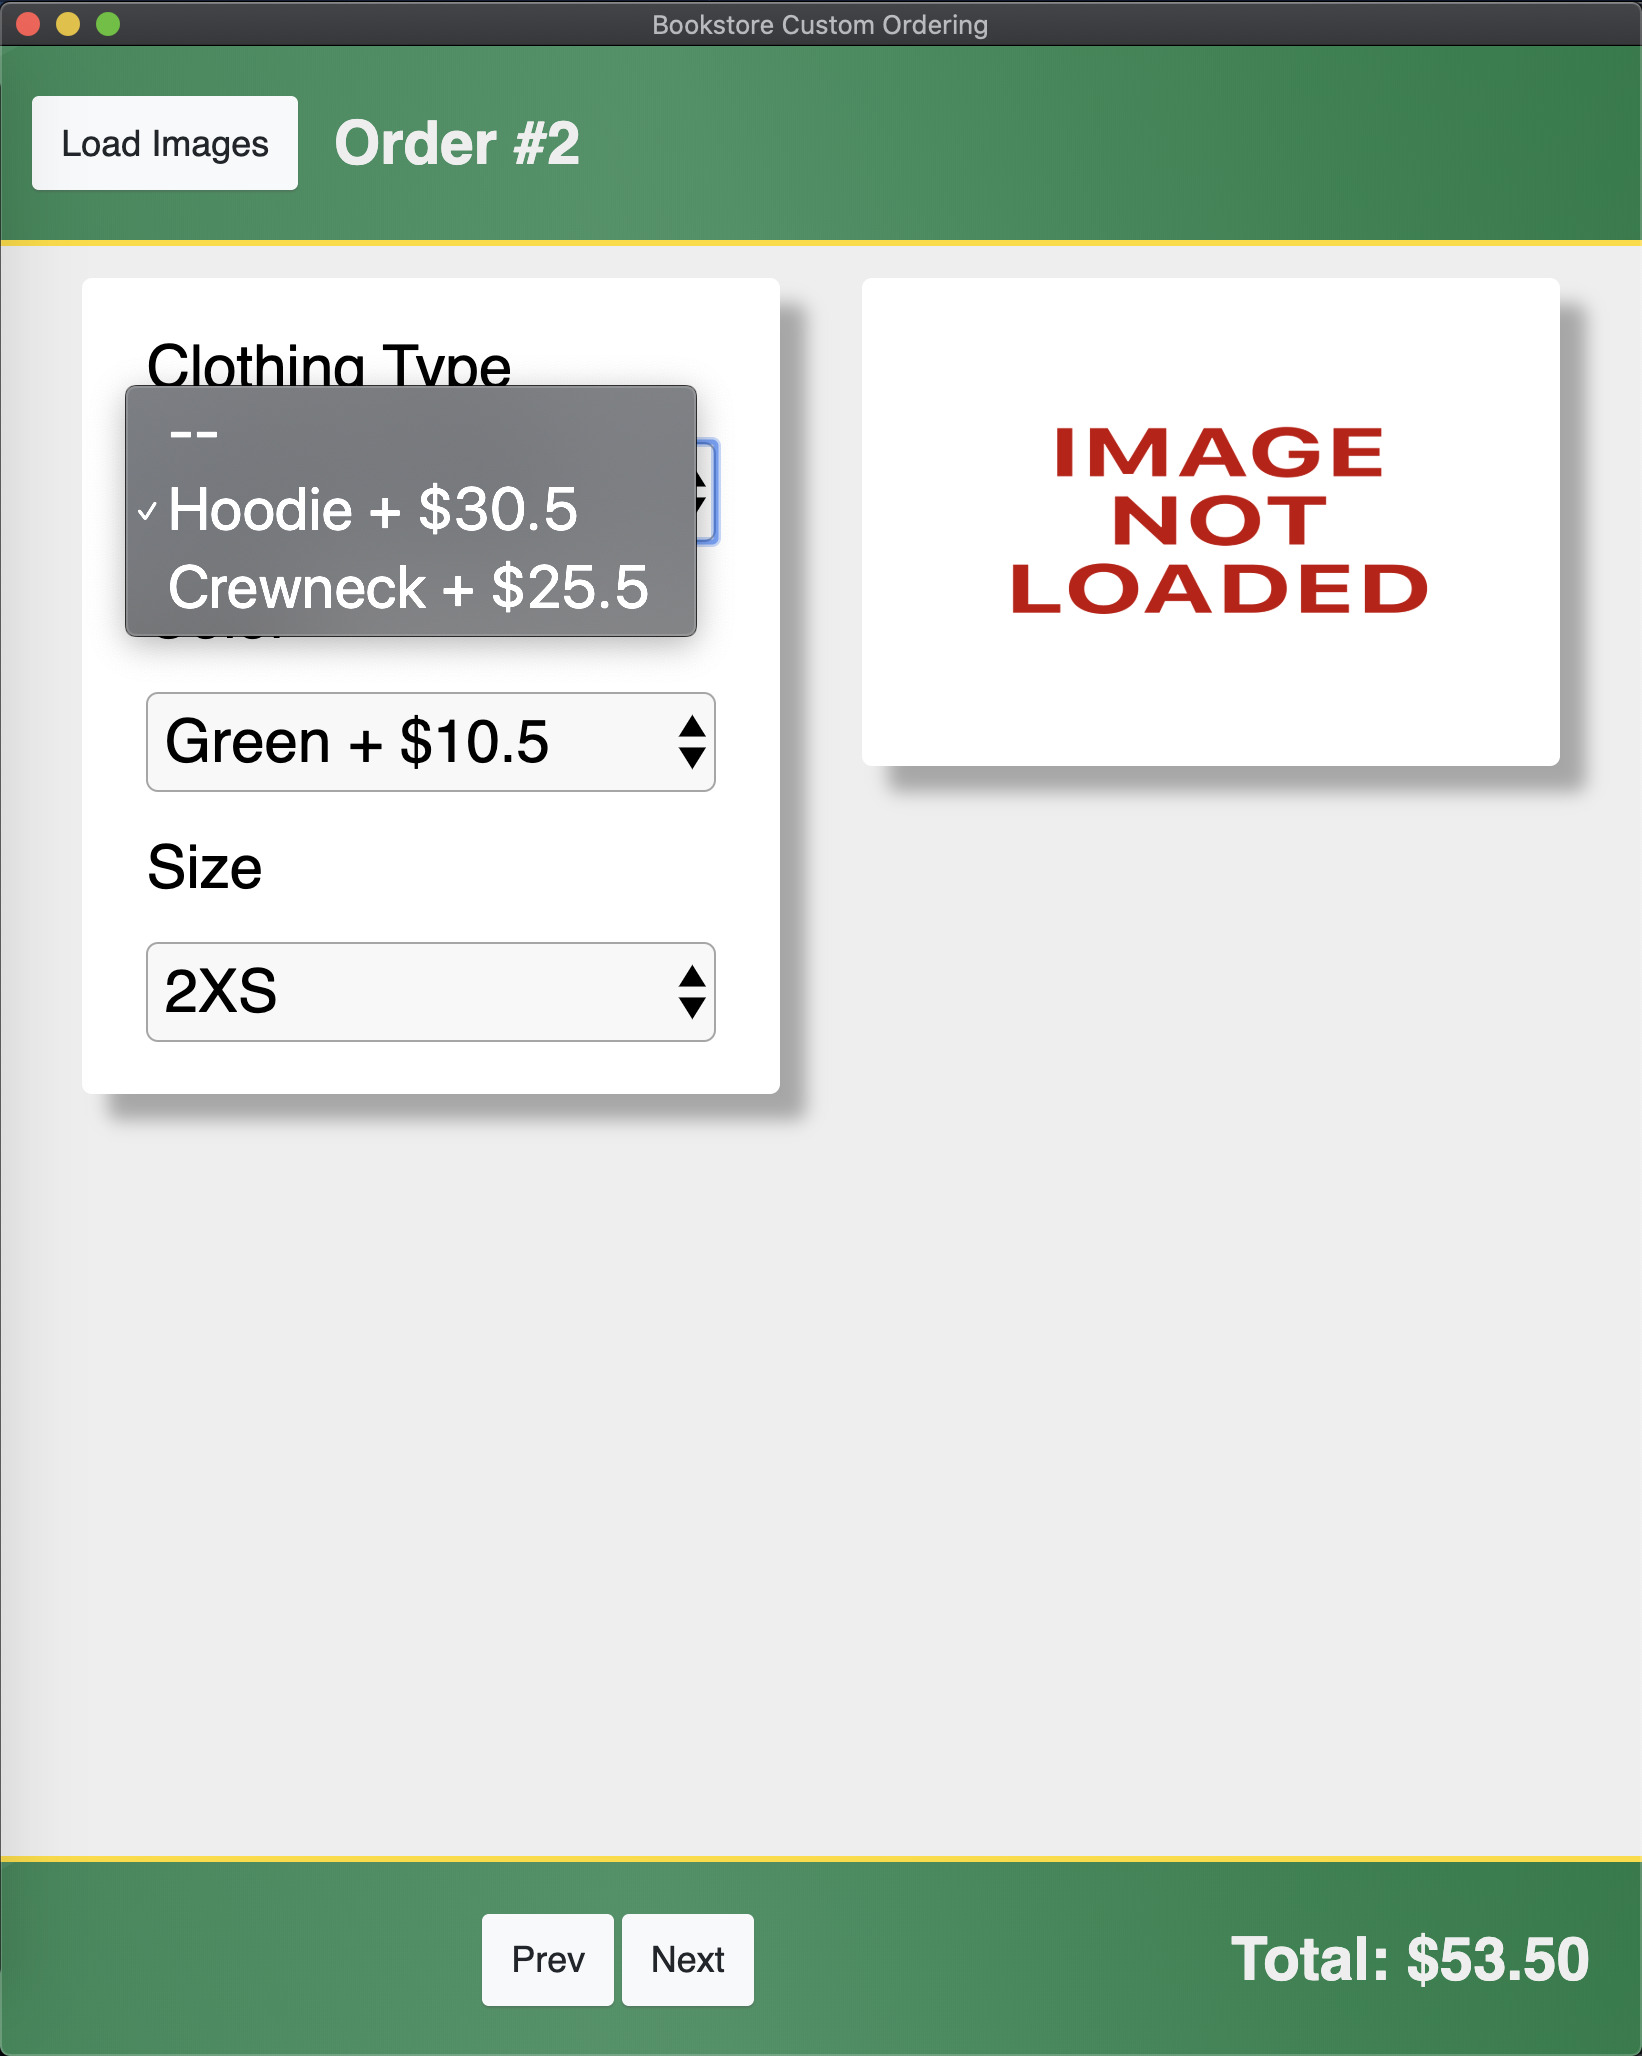 Bookstore Custom Ordering
Load Images
Order #2
Clothing Type
--
✓ Hoodie + $30.5
Crewneck + $25.5
Green + $10.5
Size
2XS
IMAGE
NOT
LOADED
Prev
Next
Total: $53.50